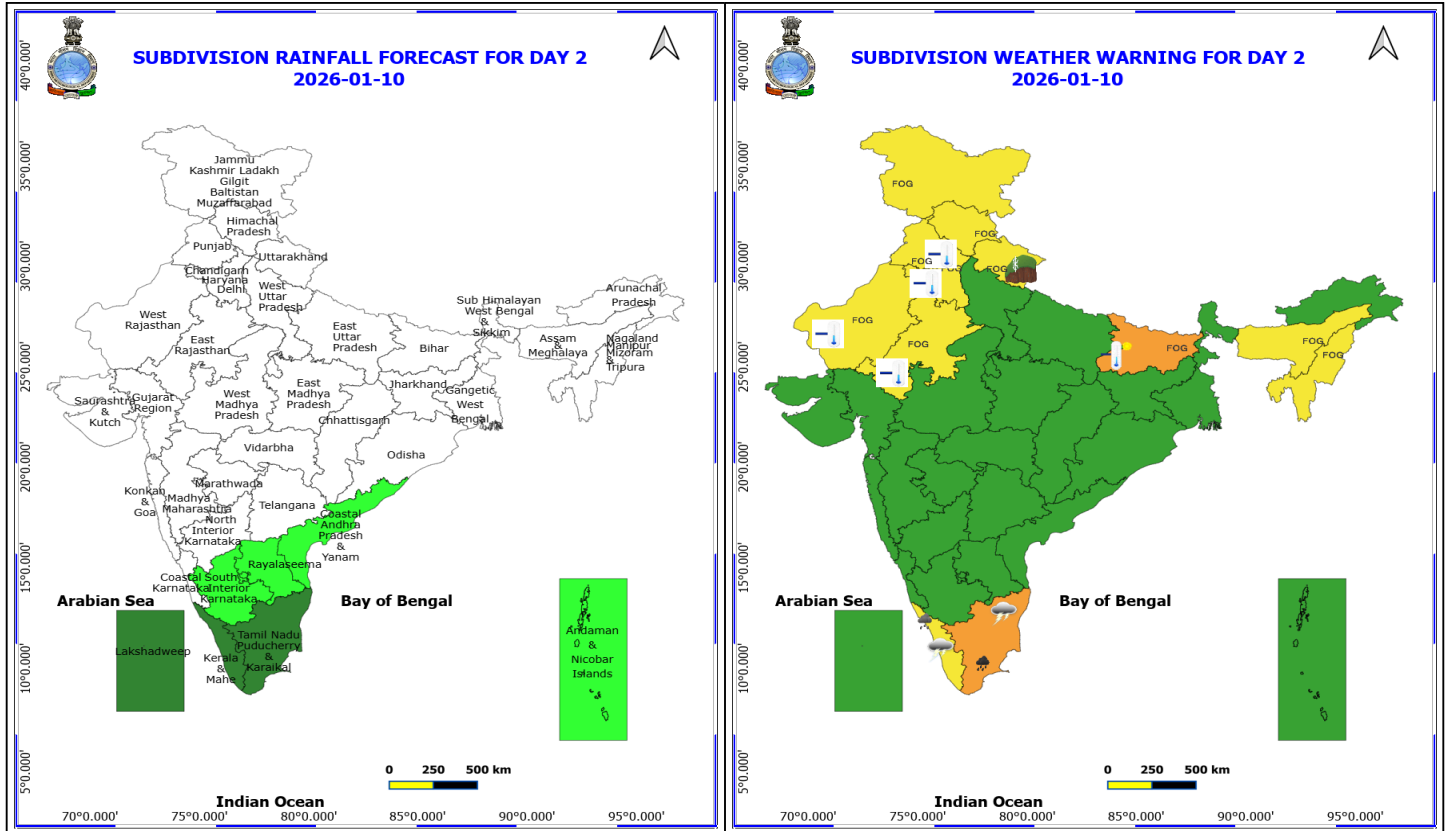 SUBDIVISION RAINFALL FORECAST FOR DAY 2
2026-01-10
40°0.000'
35°0.000'
30°0.000'
25°0.000'
20°0.000'
15°0.000'
10°0.000'
5°0.000'
Jammu
Kashmir Ladakh
Gilgit
Baltistan
Muzaffarabad
Himachal
Pradesh
Punjab
Uttarakhand
Chandigarh
Haryana
Delhi
West
Uttar
Pradesh
West
Rajasthan
East
Rajasthan
East
Uttar
Pradesh
Bihar
Sub Himalayan
West Bengal
&
Sikkim
Arunachal
Pradesh
Assam
&
Meghalaya
Nagaland
Manipur
Mizoram
&
Tripura
Saurashtra
&
Kutch
Gujarat
Region
West
Madhya
Pradesh
East
Madhya
Pradesh
Jharkhand
Gangetic
West
Bengal
Chhattisgarh
Odisha
Vidarbha
Konkan
&
Goa
Madhya
Maharashtra
Marathwada
Telangana
North
Interior
Karnataka
Coastal
Andhra
Pradesh
&
Yanam
Rayalaseema
Coastal
Karnataka
South
Interior
Karnataka
Arabian Sea
Bay of Bengal
Lakshadweep
Kerala
&
Mahe
Tamil Nadu
Puducherry
&
Karaikal
Andaman
&
Nicobar
Islands
0 250 500 km
Indian Ocean
70°0.000' 75°0.000' 80°0.000' 85°0.000' 90°0.000' 95°0.000'
SUBDIVISION WEATHER WARNING FOR DAY 2
2026-01-10
40°0.000'
35°0.000'
30°0.000'
25°0.000'
20°0.000'
15°0.000'
10°0.000'
5°0.000'
FOG
FOG
FOG
FOG
FOG
FOG
FOG
FOG
FOG
FOG
Arabian Sea
Bay of Bengal
0 250 500 km
Indian Ocean
70°0.000' 75°0.000' 80°0.000' 85°0.000' 90°0.000' 95°0.000'